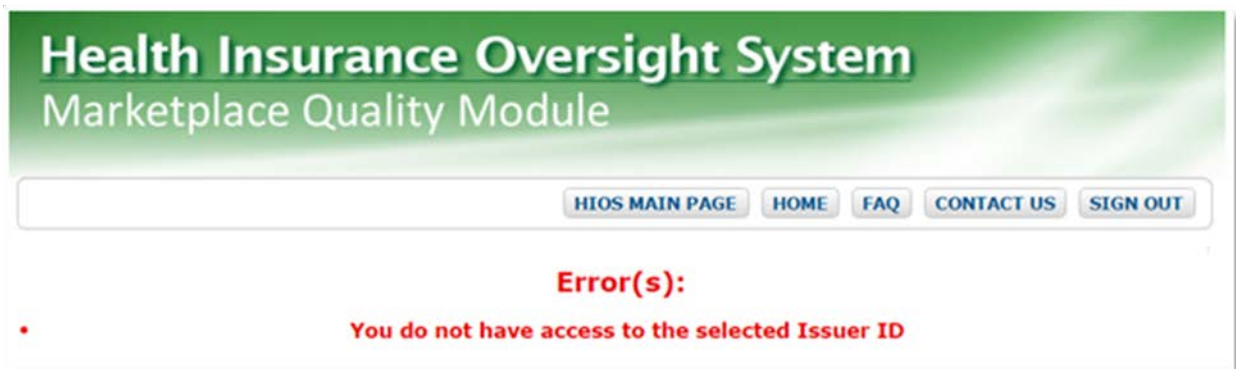 Health Insurance Oversight System
Marketplace Quality Module
HIOS MAIN PAGE HOME FAQ CONTACT US SIGN OUT
Error(s):
• You do not have access to the selected Issuer ID